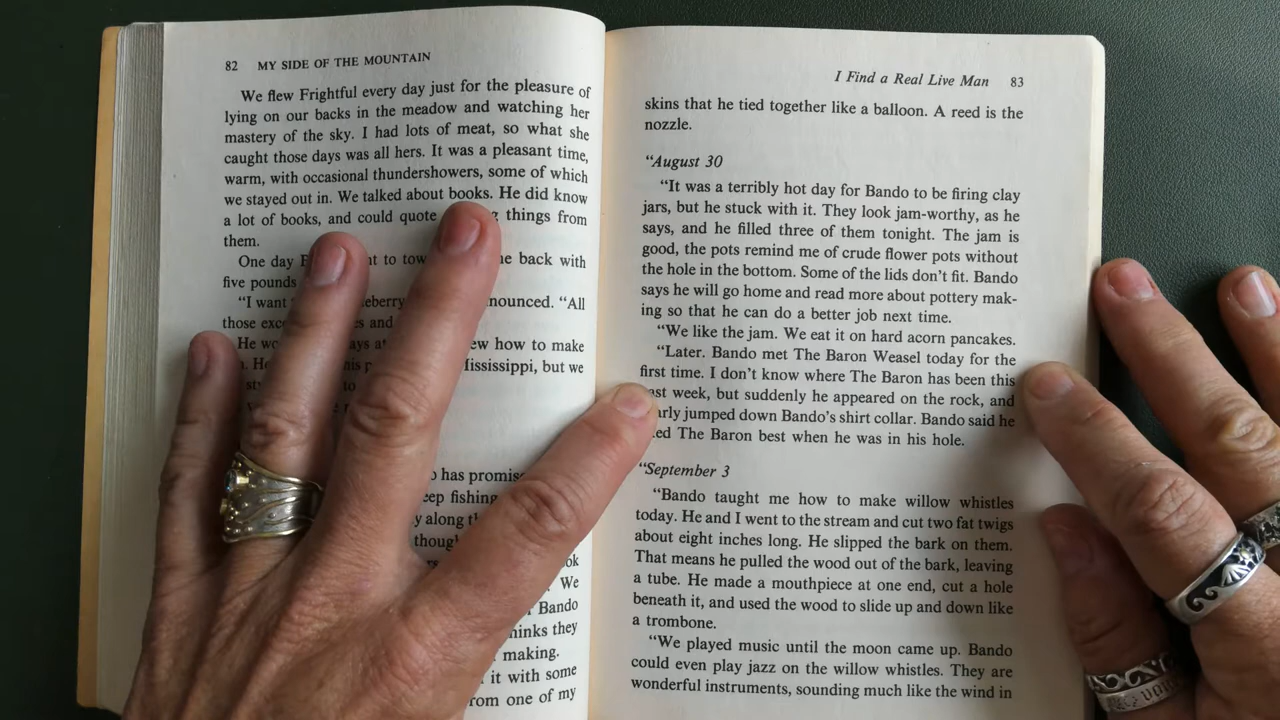 82 MY SIDE OF THE MOUNTAIN
We flew Frightful every day just for the pleasure of
lying on our backs in the meadow and watching her
mastery of the sky. I had lots of meat, so what she
caught those days was all hers. It was a pleasant time,
warm, with occasional thundershowers, some of which
we stayed out in. We talked about books. He did know
a lot of books, and could quote things from
them.
One day to back with
five pounds
"I want "All
those and
He how to make
Mississippi, but we
to
has
fishing
along
We
Bando
they
making.
it with some
from one of my
I Find a Real Live Man 83
skins that he tied together like a balloon. A reed is the
nozzle.
"August 30
"It was a terribly hot day for Bando to be firing clay
jars, but he stuck with it. They look jam-worthy, as he
says, and he filled three of them tonight. The jam is
good, the pots remind me of crude flower pots without
the hole in the bottom. Some of the lids don't fit. Bando
says he will go home and read more about pottery mak-
ing so that he can do a better job next time.
"We like the jam. We eat it on hard acorn pancakes.
"Later. Bando met The Baron Weasel today for the
first time. I don't know where The Baron has been this
week, but suddenly he appeared on the rock, and
jumped down Bando's shirt collar. Bando said he
The Baron best when he was in his hole.
"September 3
"Bando taught me how to make willow whistles
today. He and I went to the stream and cut two fat twigs
about eight inches long. He slipped the bark on them.
That means he pulled the wood out of the bark, leaving
a tube. He made a mouthpiece at one end, cut a hole
beneath it, and used the wood to slide up and down like
a trombone.
"We played music until the moon came up. Bando
could even play jazz on the willow whistles. They are
wonderful instruments, sounding much like the wind in